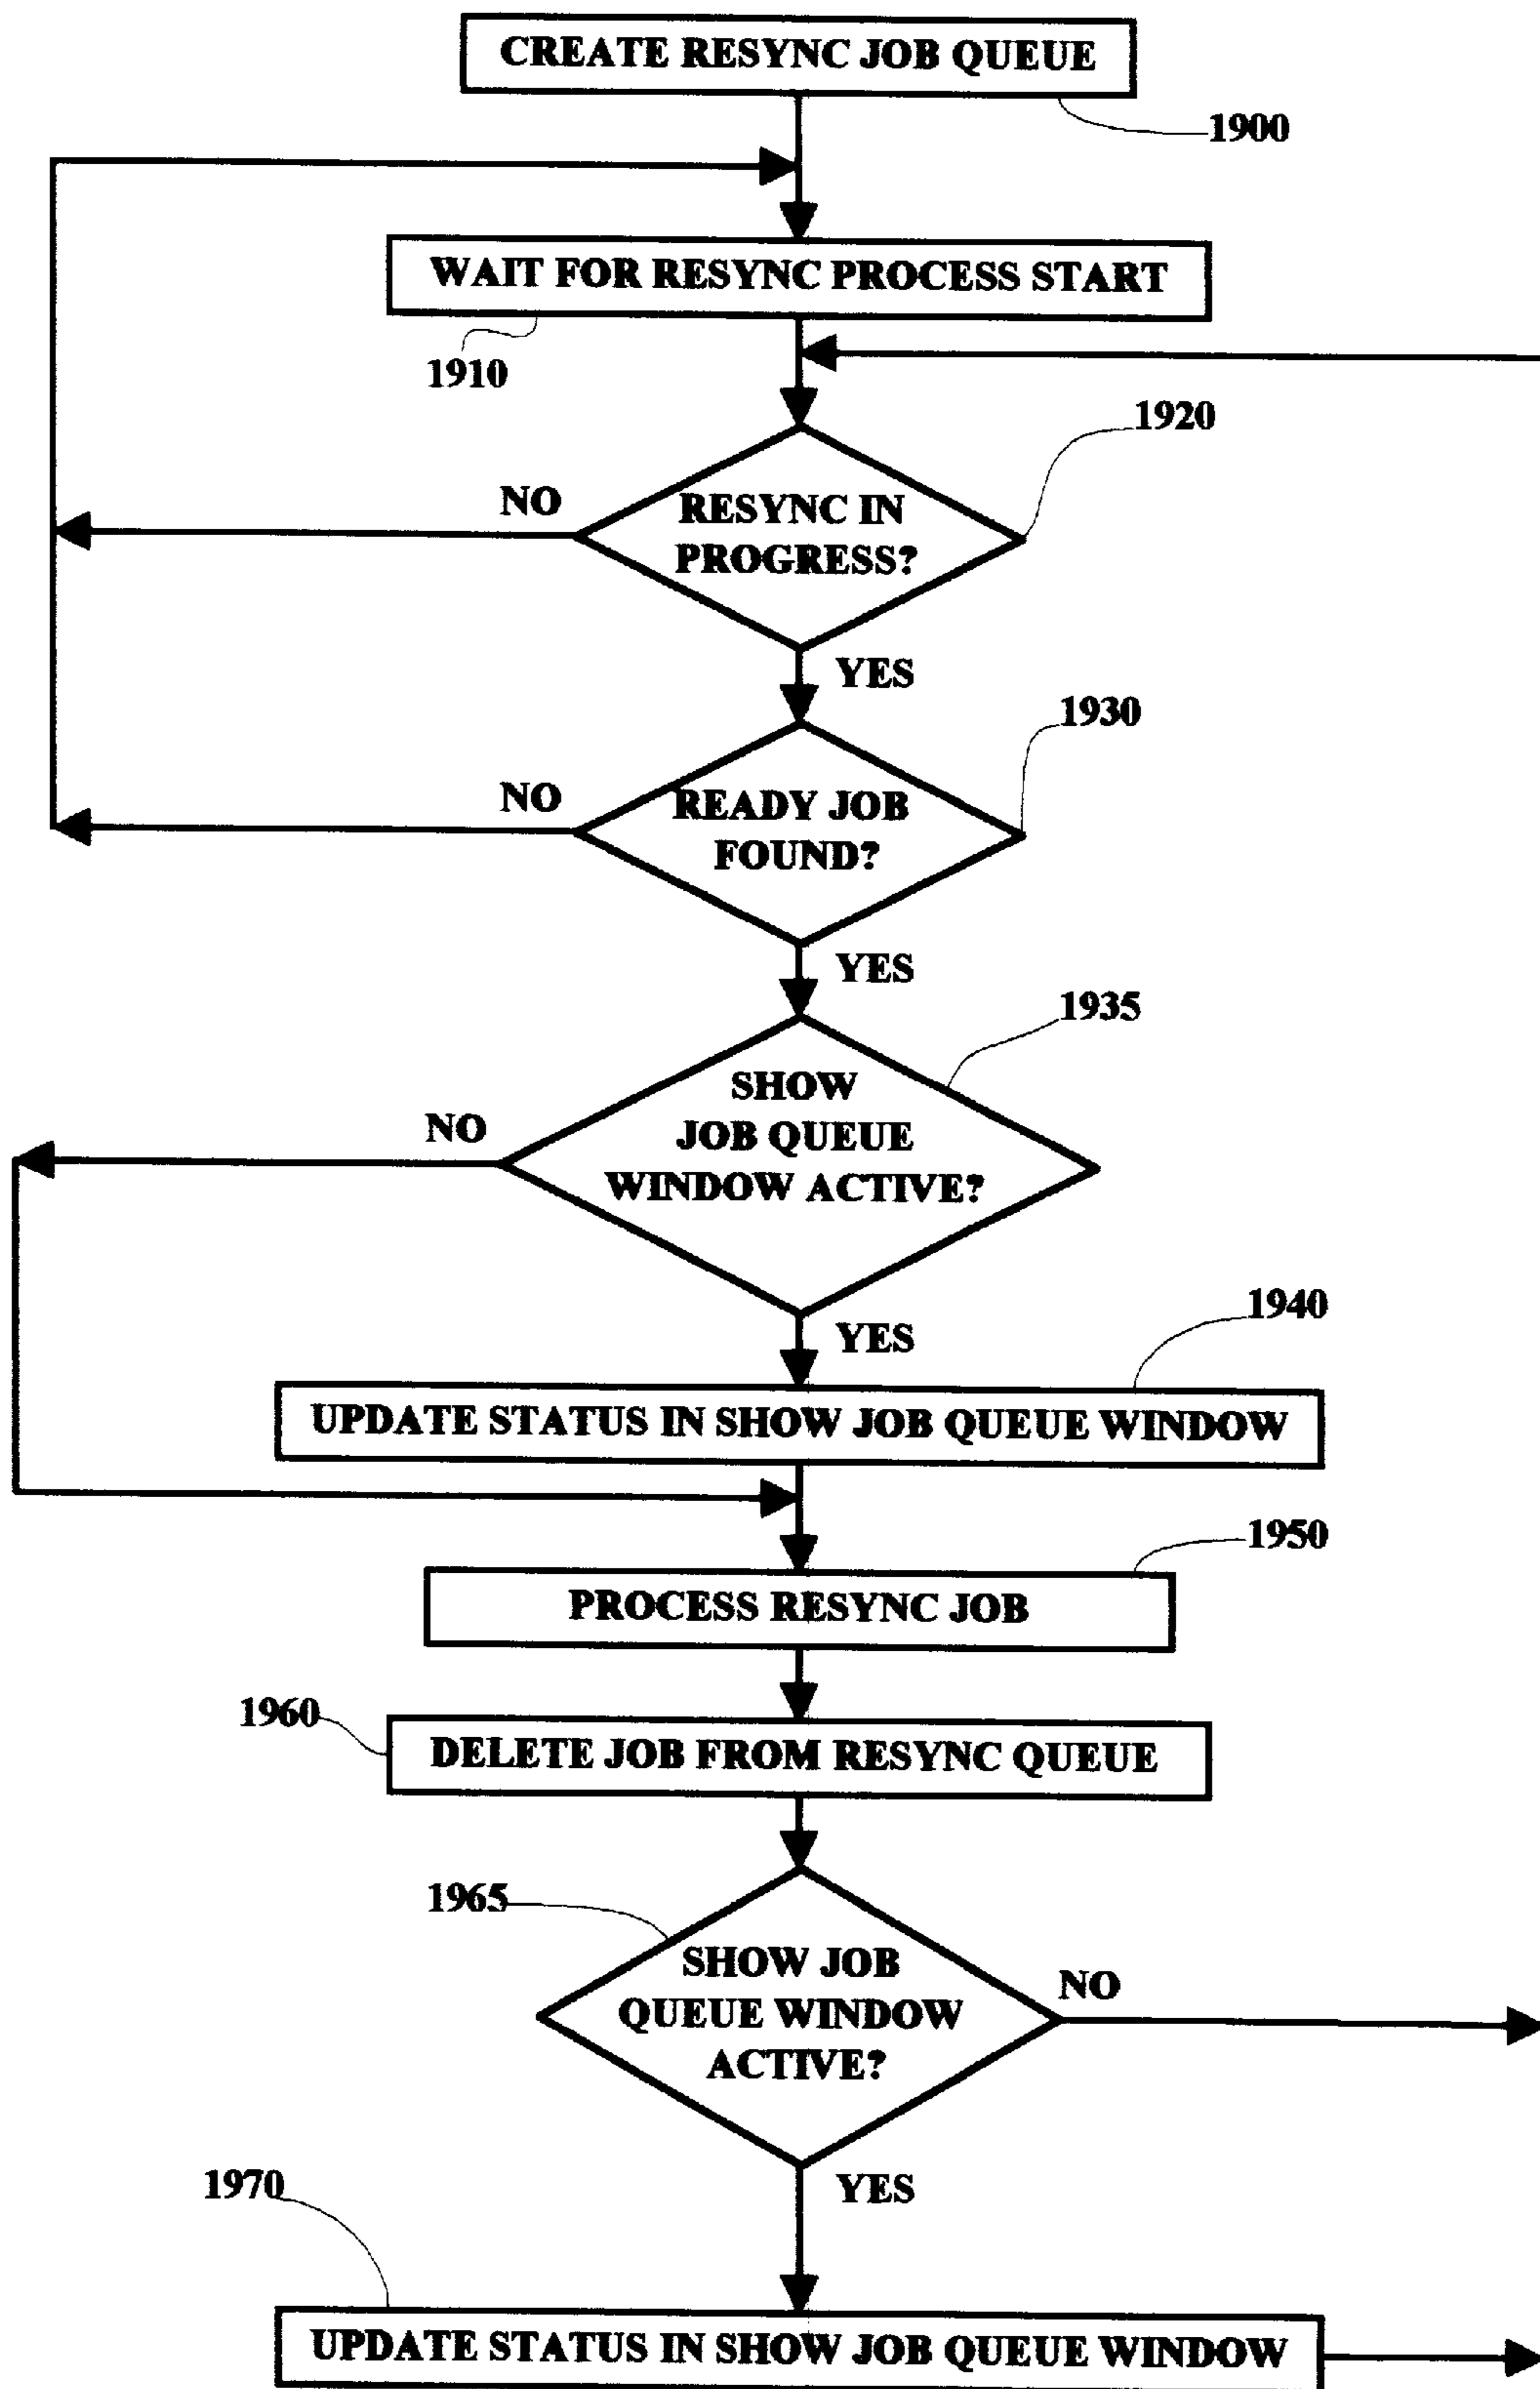 CREATE RESYNC JOB QUEUE
1900
WAIT FOR RESYNC PROCESS START
1910
1920
NO
RESYNC IN
PROGRESS?
YES
1930
NO
READY JOB
FOUND?
YES
1935
SHOW
JOB QUEUE
WINDOW ACTIVE?
NO
YES
1940
UPDATE STATUS IN SHOW JOB QUEUE WINDOW
1950
PROCESS RESYNC JOB
1960
DELETE JOB FROM RESYNC QUEUE
1965
SHOW JOB
QUEUE WINDOW
ACTIVE?
NO
YES
1970
UPDATE STATUS IN SHOW JOB QUEUE WINDOW